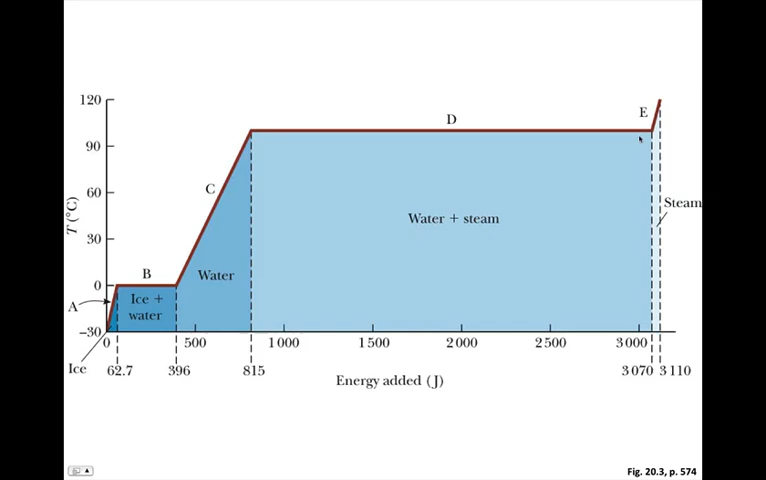 120
D
E
90
C
60
T (°C)
Steam
Water + steam
30
B
Water
0
A
Ice +
water
–30
0
500
1 000
1 500
2 000
2 500
3 000
Ice
62.7
396
815
3 070
3 110
Energy added (J)
Fig. 20.3, p. 574